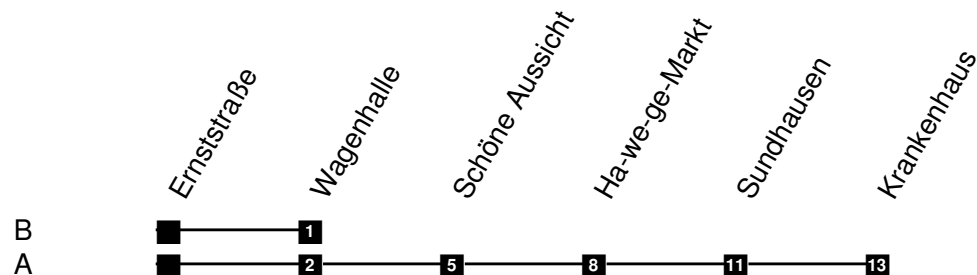 Ernststraße
Wagenhalle
Schöne Aussicht
Ha-we-ge-Markt
Sundhausen
Krankenhaus
B 1
A 2 5 8 11 13